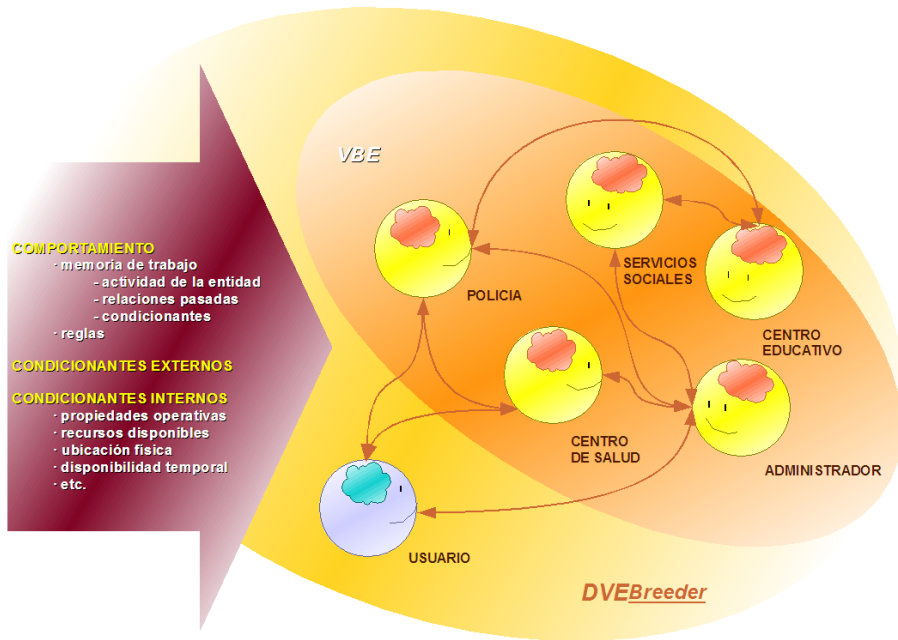 COMPORTAMIENTO
· memoria de trabajo
- actividad de la entidad
- relaciones pasadas
- condicionantes
· reglas
CONDICIONANTES EXTERNOS
CONDICIONANTES INTERNOS
· propiedades operativas
· recursos disponibles
· ubicación física
· disponibilidad temporal
· etc.
VBE
POLICIA
SERVICIOS
SOCIALES
CENTRO
EDUCATIVO
CENTRO
DE SALUD
ADMINISTRADOR
USUARIO
DVEBreeder